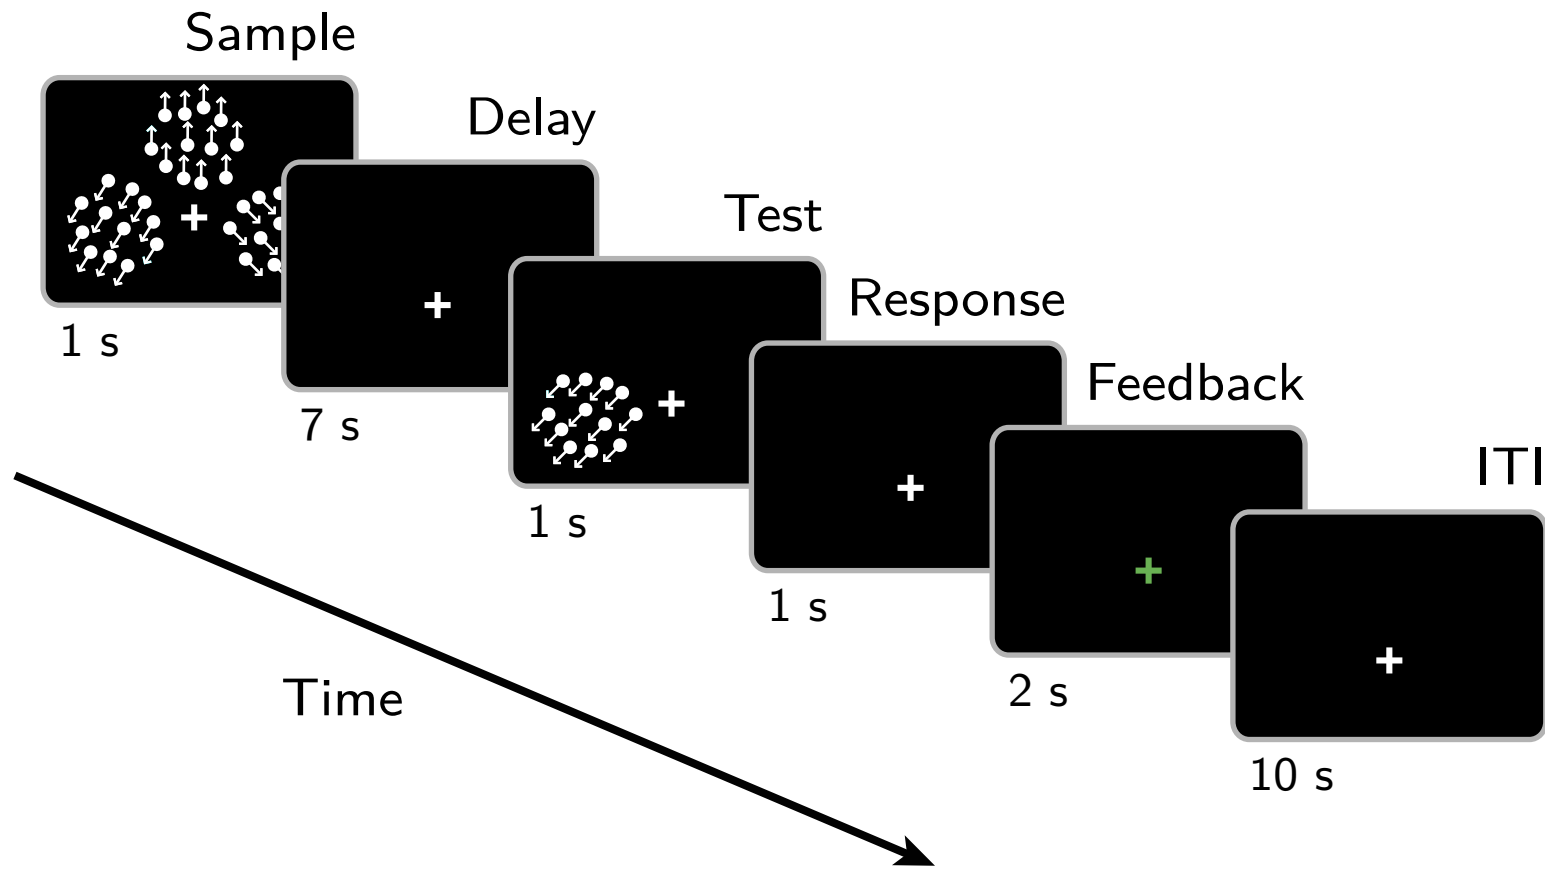 Sample
1 s
Delay
7 s
Test
1 s
Response
1 s
Feedback
2 s
ITI
10 s
Time